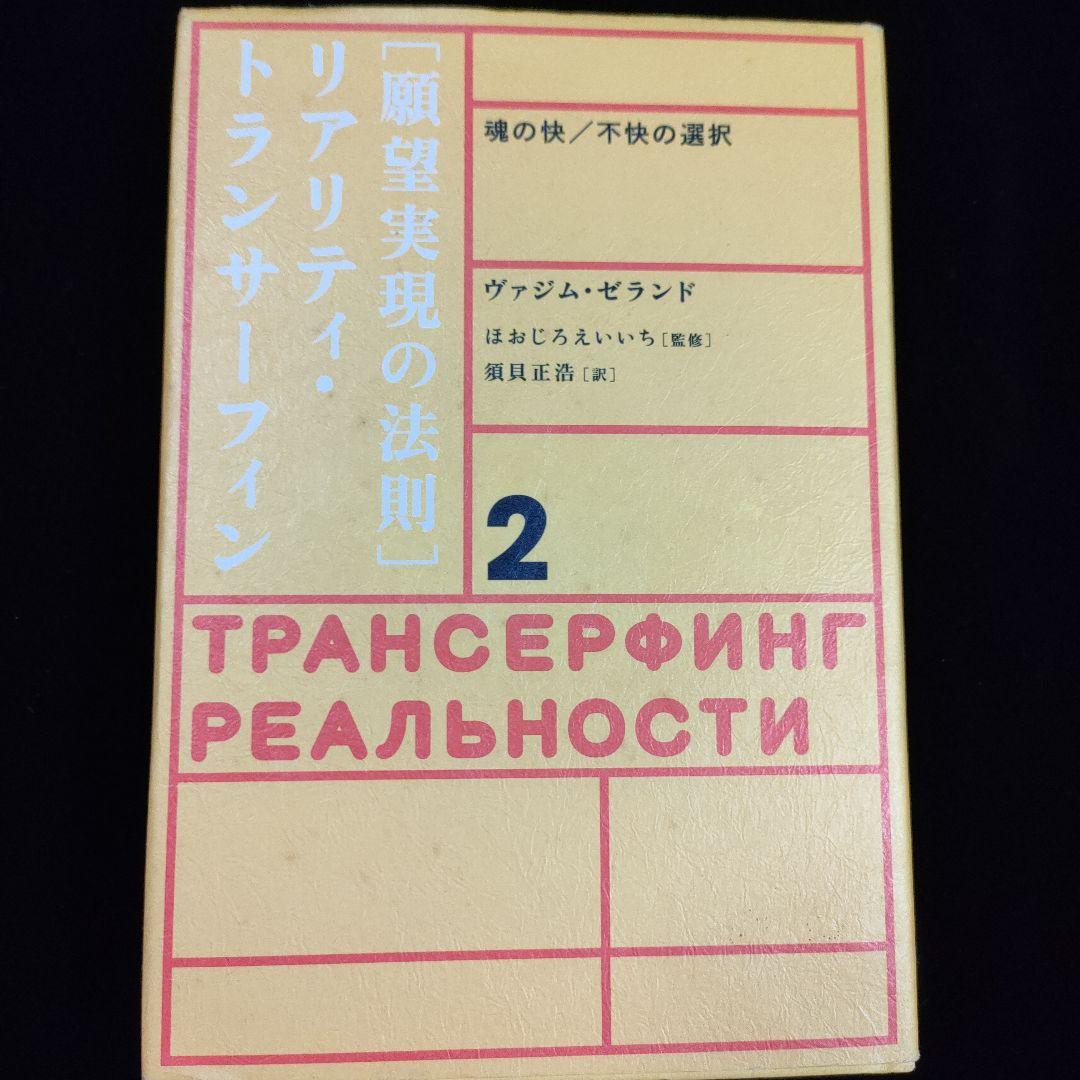 [願望実現の法則]
リアリティ・
トランサーフィン
魂の快／不快の選択
ヴァジム・ゼランド
ほおじろえいいち[監修]
須貝正浩[訳]
2
ТРАНСЕРФИНГ
РЕАЛЬНОСТИ